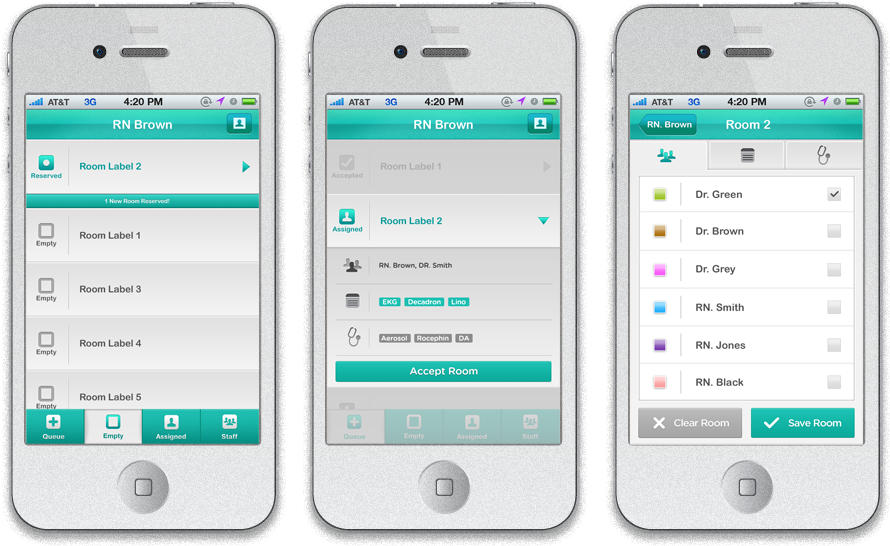 AT&T 3G 4:20 PM
RN Brown
Reserved
Room Label 2
1 New Room Reserved!
Empty
Room Label 1
Empty
Room Label 3
Empty
Room Label 4
Empty
Room Label 5
Queue
Empty
Assigned
Staff
AT&T 3G 4:20 PM
RN Brown
Accepted
Room Label 1
Assigned
Room Label 2
RN. Brown, DR. Smith
EKG Decadron Lino
Aerosol Rocephin DA
Accept Room
Queue
Empty
Assigned
Staff
AT&T 3G 4:20 PM
RN. Brown
Room 2
Dr. Green
Dr. Brown
Dr. Grey
RN. Smith
RN. Jones
RN. Black
Clear Room
Save Room